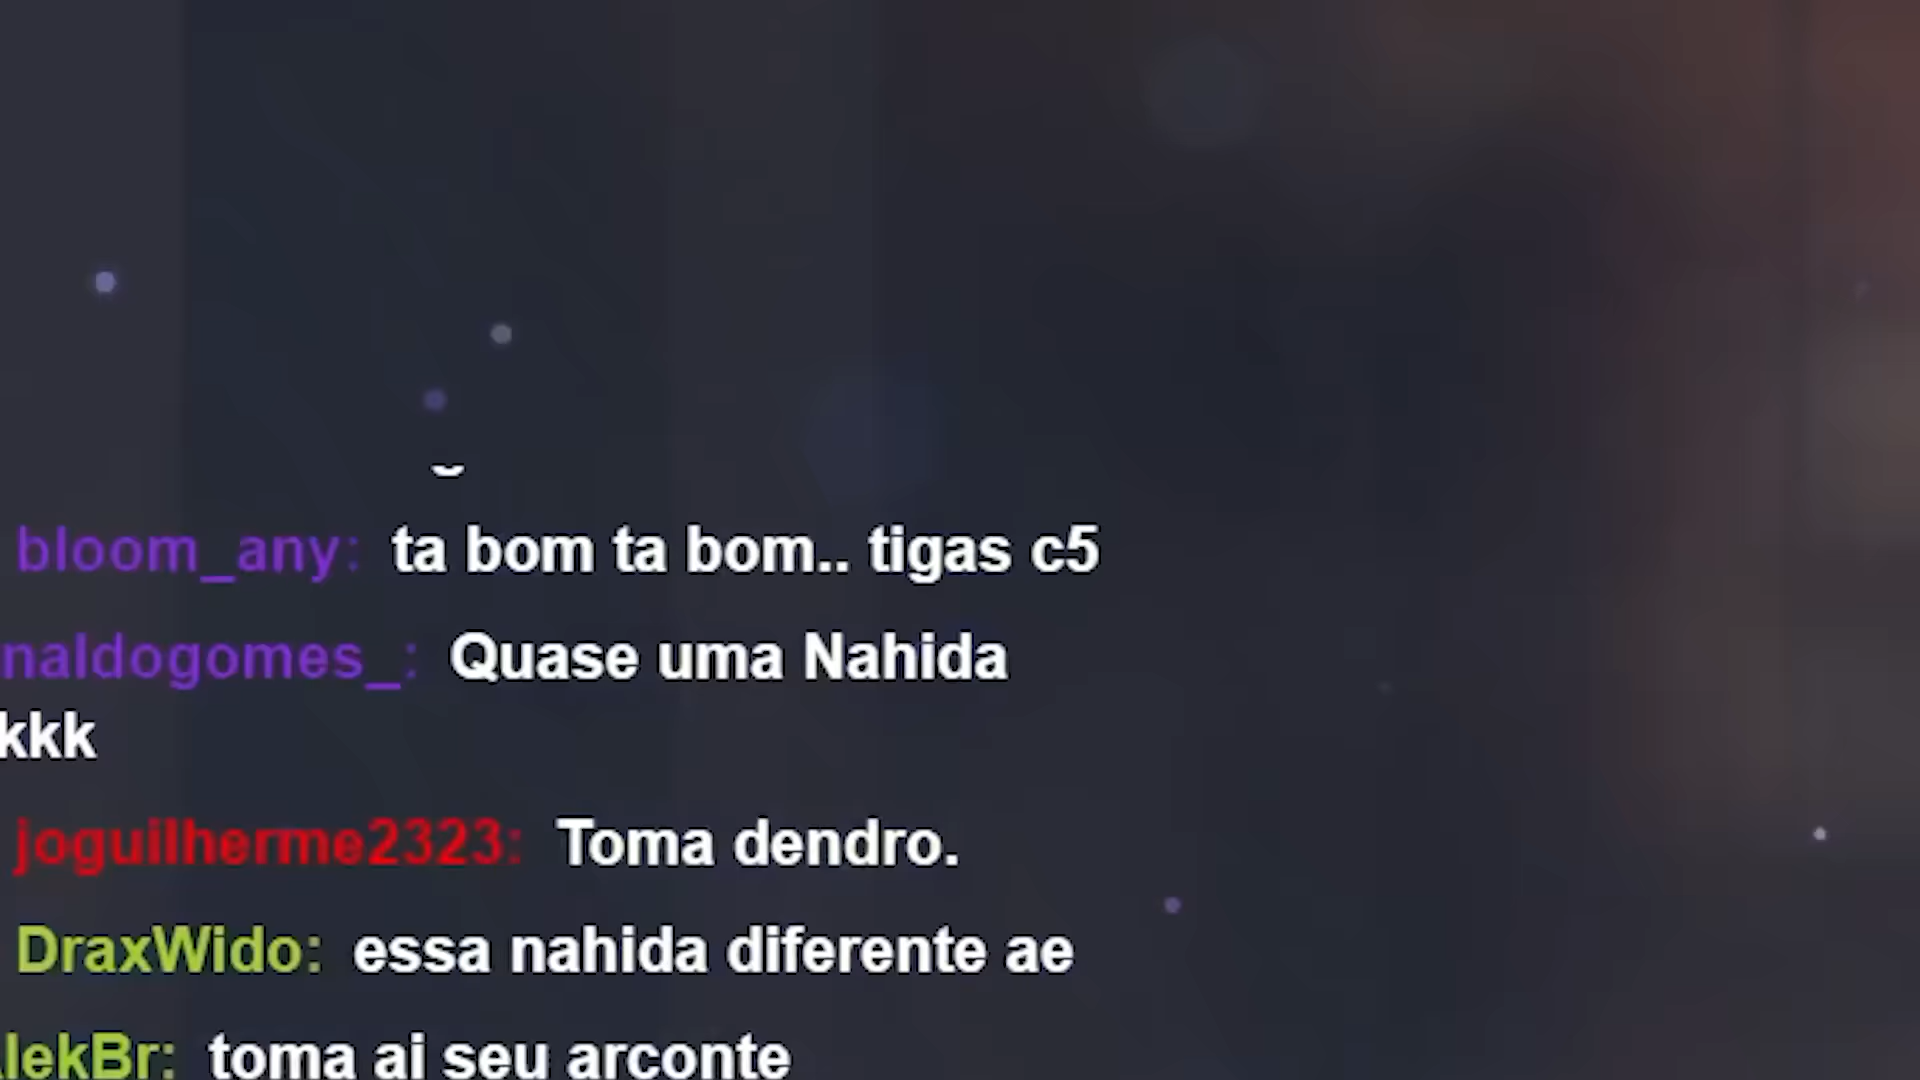 bloom_any: ta bom ta bom.. tigas c5
naldogomes_: Quase uma Nahida
kkk
joguilherme2323: Toma dendro.
DraxWido: essa nahida diferente ae
lekBr: toma ai seu arconte